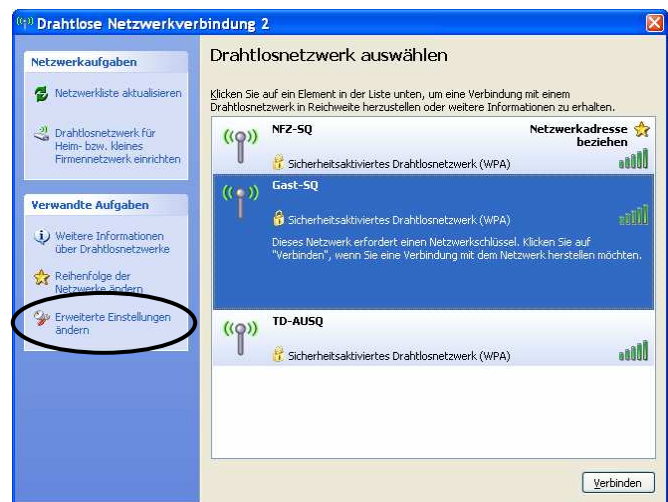 Drahtlose Netzwerkverbindung 2
Netzwerkaufgaben
Netzwerkliste aktualisieren
Drahtlosnetzwerk für
Heim- bzw. kleines
Firmennetzwerk einrichten
Verwandte Aufgaben
Weitere Informationen
über Drahtlosnetzwerke
Reihenfolge der
Netzwerke ändern
Erweiterte Einstellungen
ändern
Drahtlosnetzwerk auswählen
Klicken Sie auf ein Element in der Liste unten, um eine Verbindung mit einem
Drahtlosnetzwerk in Reichweite herzustellen oder weitere Informationen zu erhalten.
NFZ-SQ
Netzwerkadresse
beziehen
Sicherheitsaktiviertes Drahtlosnetzwerk (WPA)
Gast-SQ
Sicherheitsaktiviertes Drahtlosnetzwerk (WPA)
Dieses Netzwerk erfordert einen Netzwerkschlüssel. Klicken Sie auf
"Verbinden", wenn Sie eine Verbindung mit dem Netzwerk herstellen möchten.
TD-AUSQ
Sicherheitsaktiviertes Drahtlosnetzwerk (WPA)
Verbinden